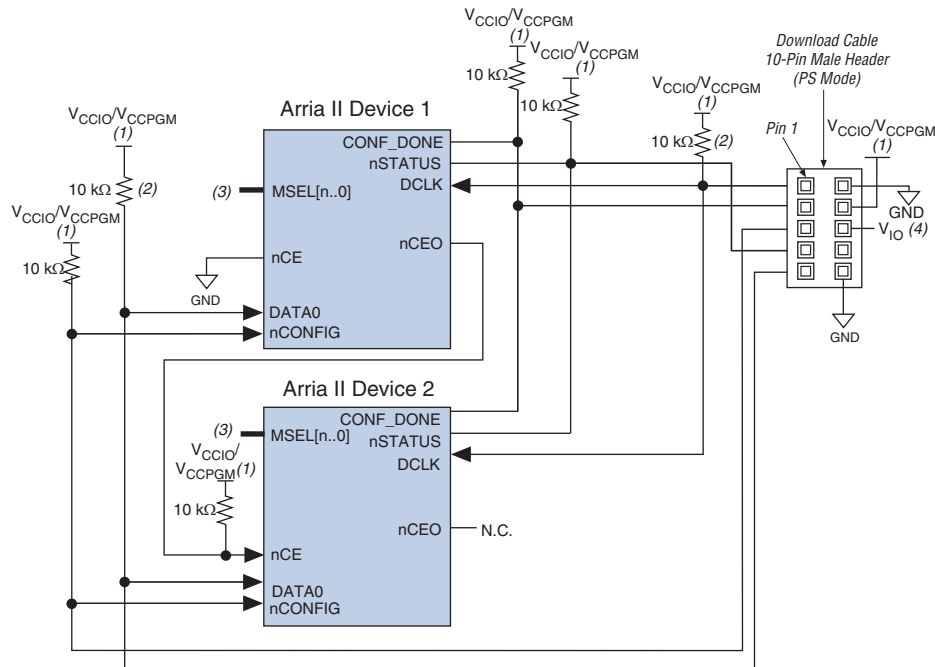 VCCIO/VCCPGM
(1)
10 kΩ
VCCIO/VCCPGM
(1)
10 kΩ
VCCIO/VCCPGM
(1)
10 kΩ
(2)
Download Cable
10-Pin Male Header
(PS Mode)
Pin 1
VCCIO/VCCPGM
(1)
GND
VIO (4)
GND
VCCIO/VCCPGM
(1)
10 kΩ
(2)
VCCIO/VCCPGM
(1)
10 kΩ
Arria II Device 1
CONF_DONE
nSTATUS
(3)
MSEL[n..0]
DCLK
nCEO
nCE
GND
DATA0
nCONFIG
Arria II Device 2
CONF_DONE
(3)
MSEL[n..0]
nSTATUS
DCLK
VCCIO/
VCCPGM (1)
10 kΩ
nCEO
N.C.
nCE
DATA0
nCONFIG